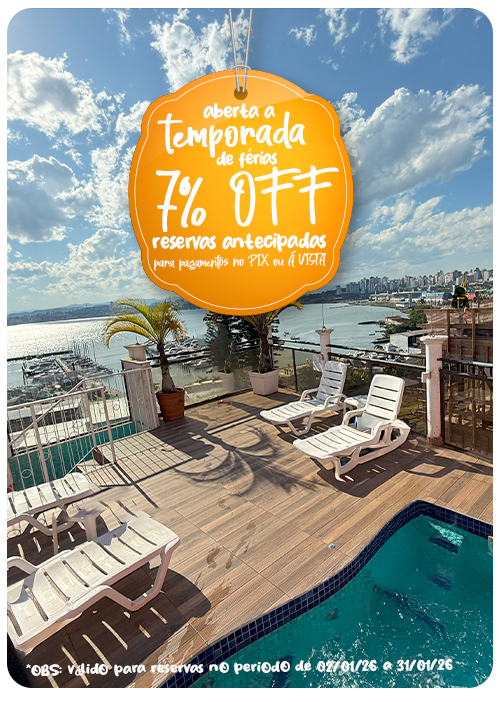 aberta a
temporada
de férias
7% OFF
reservas antecipadas
para pagamentos no PIX ou Á VISTA
*OBS: Válido para reservas no período de 02/01/26 a 31/01/26